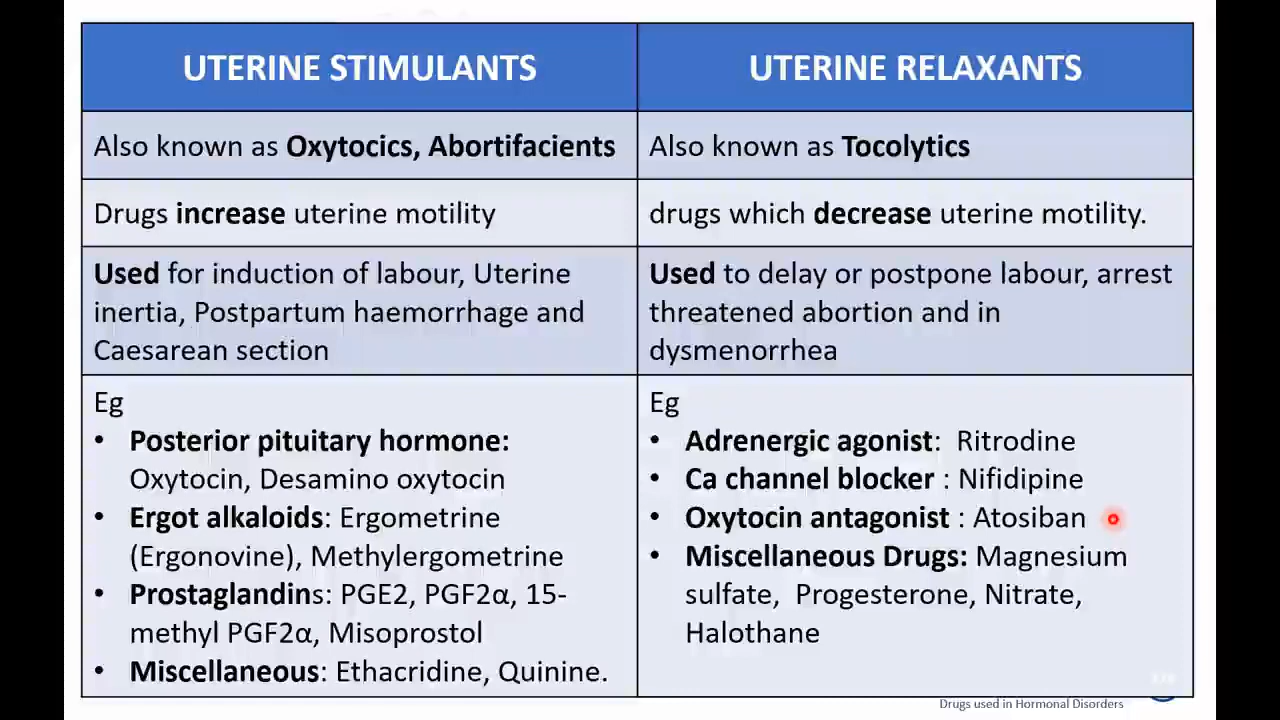 UTERINE STIMULANTS
UTERINE RELAXANTS
Also known as Oxytocics, Abortifacients
Also known as Tocolytics
Drugs increase uterine motility
drugs which decrease uterine motility.
Used for induction of labour, Uterine
inertia, Postpartum haemorrhage and
Caesarean section
Used to delay or postpone labour, arrest
threatened abortion and in
dysmenorrhea
Eg
• Posterior pituitary hormone:
Oxytocin, Desamino oxytocin
• Ergot alkaloids: Ergometrine
(Ergonovine), Methylergometrine
• Prostaglandins: PGE2, PGF2α, 15-
methyl PGF2α, Misoprostol
• Miscellaneous: Ethacridine, Quinine.
Eg
• Adrenergic agonist: Ritrodine
• Ca channel blocker : Nifidipine
• Oxytocin antagonist : Atosiban
• Miscellaneous Drugs: Magnesium
sulfate, Progesterone, Nitrate,
Halothane
Drugs used in Hormonal Disorders